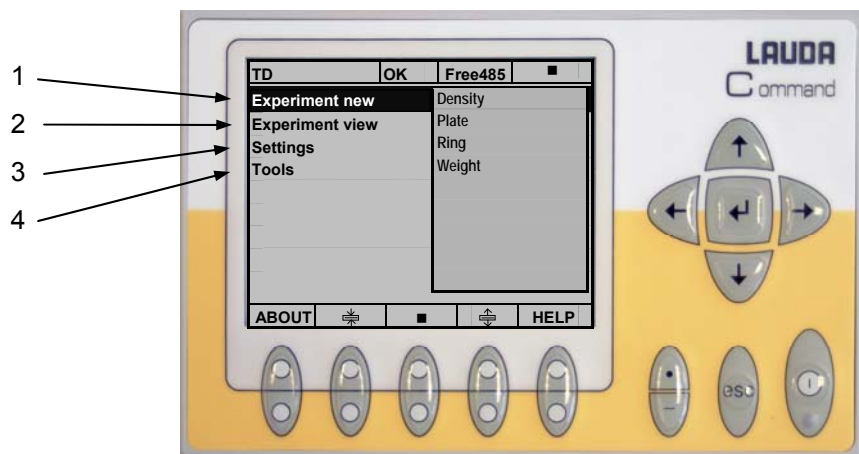 LAUDA
Command
1
2
3
4
TD OK Free485 ■
Experiment new
Experiment view
Settings
Tools
Density
Plate
Ring
Weight
ABOUT ■ HELP
esc